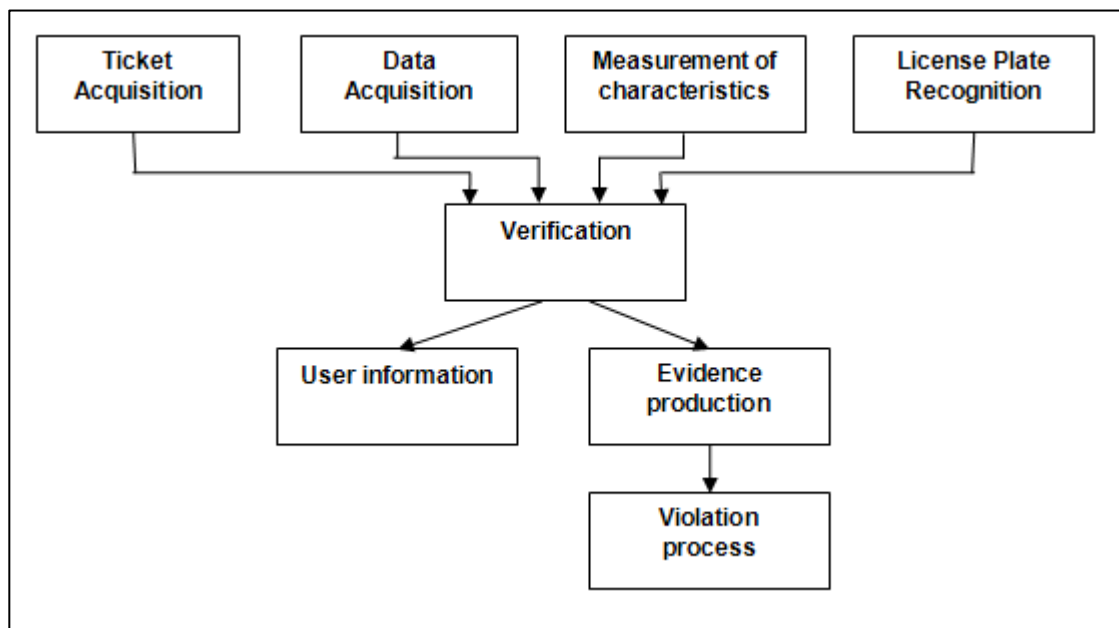 Ticket
Acquisition
Data
Acquisition
Measurement of
characteristics
License Plate
Recognition
Verification
User information
Evidence
production
Violation
process